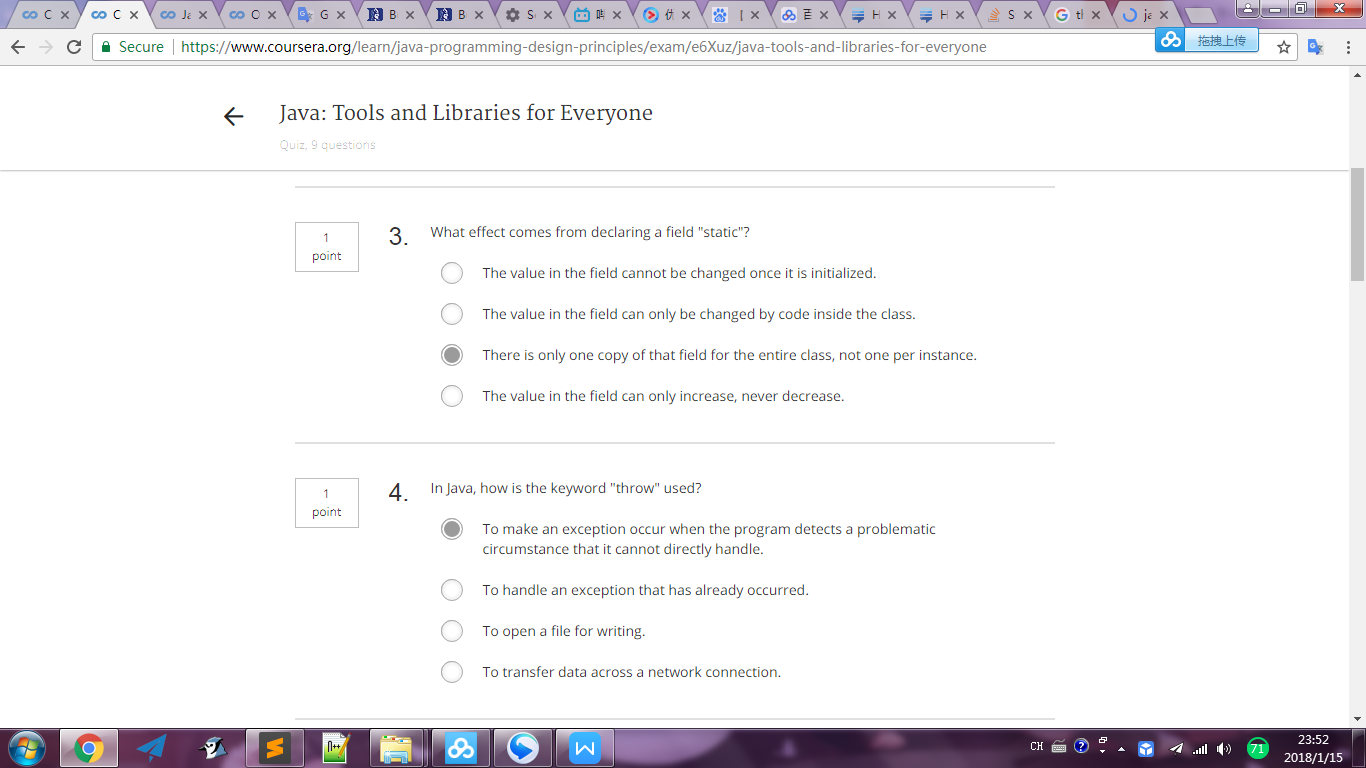 C
C
Ja
C
G
B
B
Se
优
百
H
H
S
th
ja
Secure
https://www.coursera.org/learn/java-programming-design-principles/exam/e6Xuz/java-tools-and-libraries-for-everyone
拖拽上传
Java: Tools and Libraries for Everyone
Quiz, 9 questions
1
point
3.
What effect comes from declaring a field "static"?
The value in the field cannot be changed once it is initialized.
The value in the field can only be changed by code inside the class.
There is only one copy of that field for the entire class, not one per instance.
The value in the field can only increase, never decrease.
1
point
4.
In Java, how is the keyword "throw" used?
To make an exception occur when the program detects a problematic
circumstance that it cannot directly handle.
To handle an exception that has already occurred.
To open a file for writing.
To transfer data across a network connection.
CH
71
23:52
2018/1/15